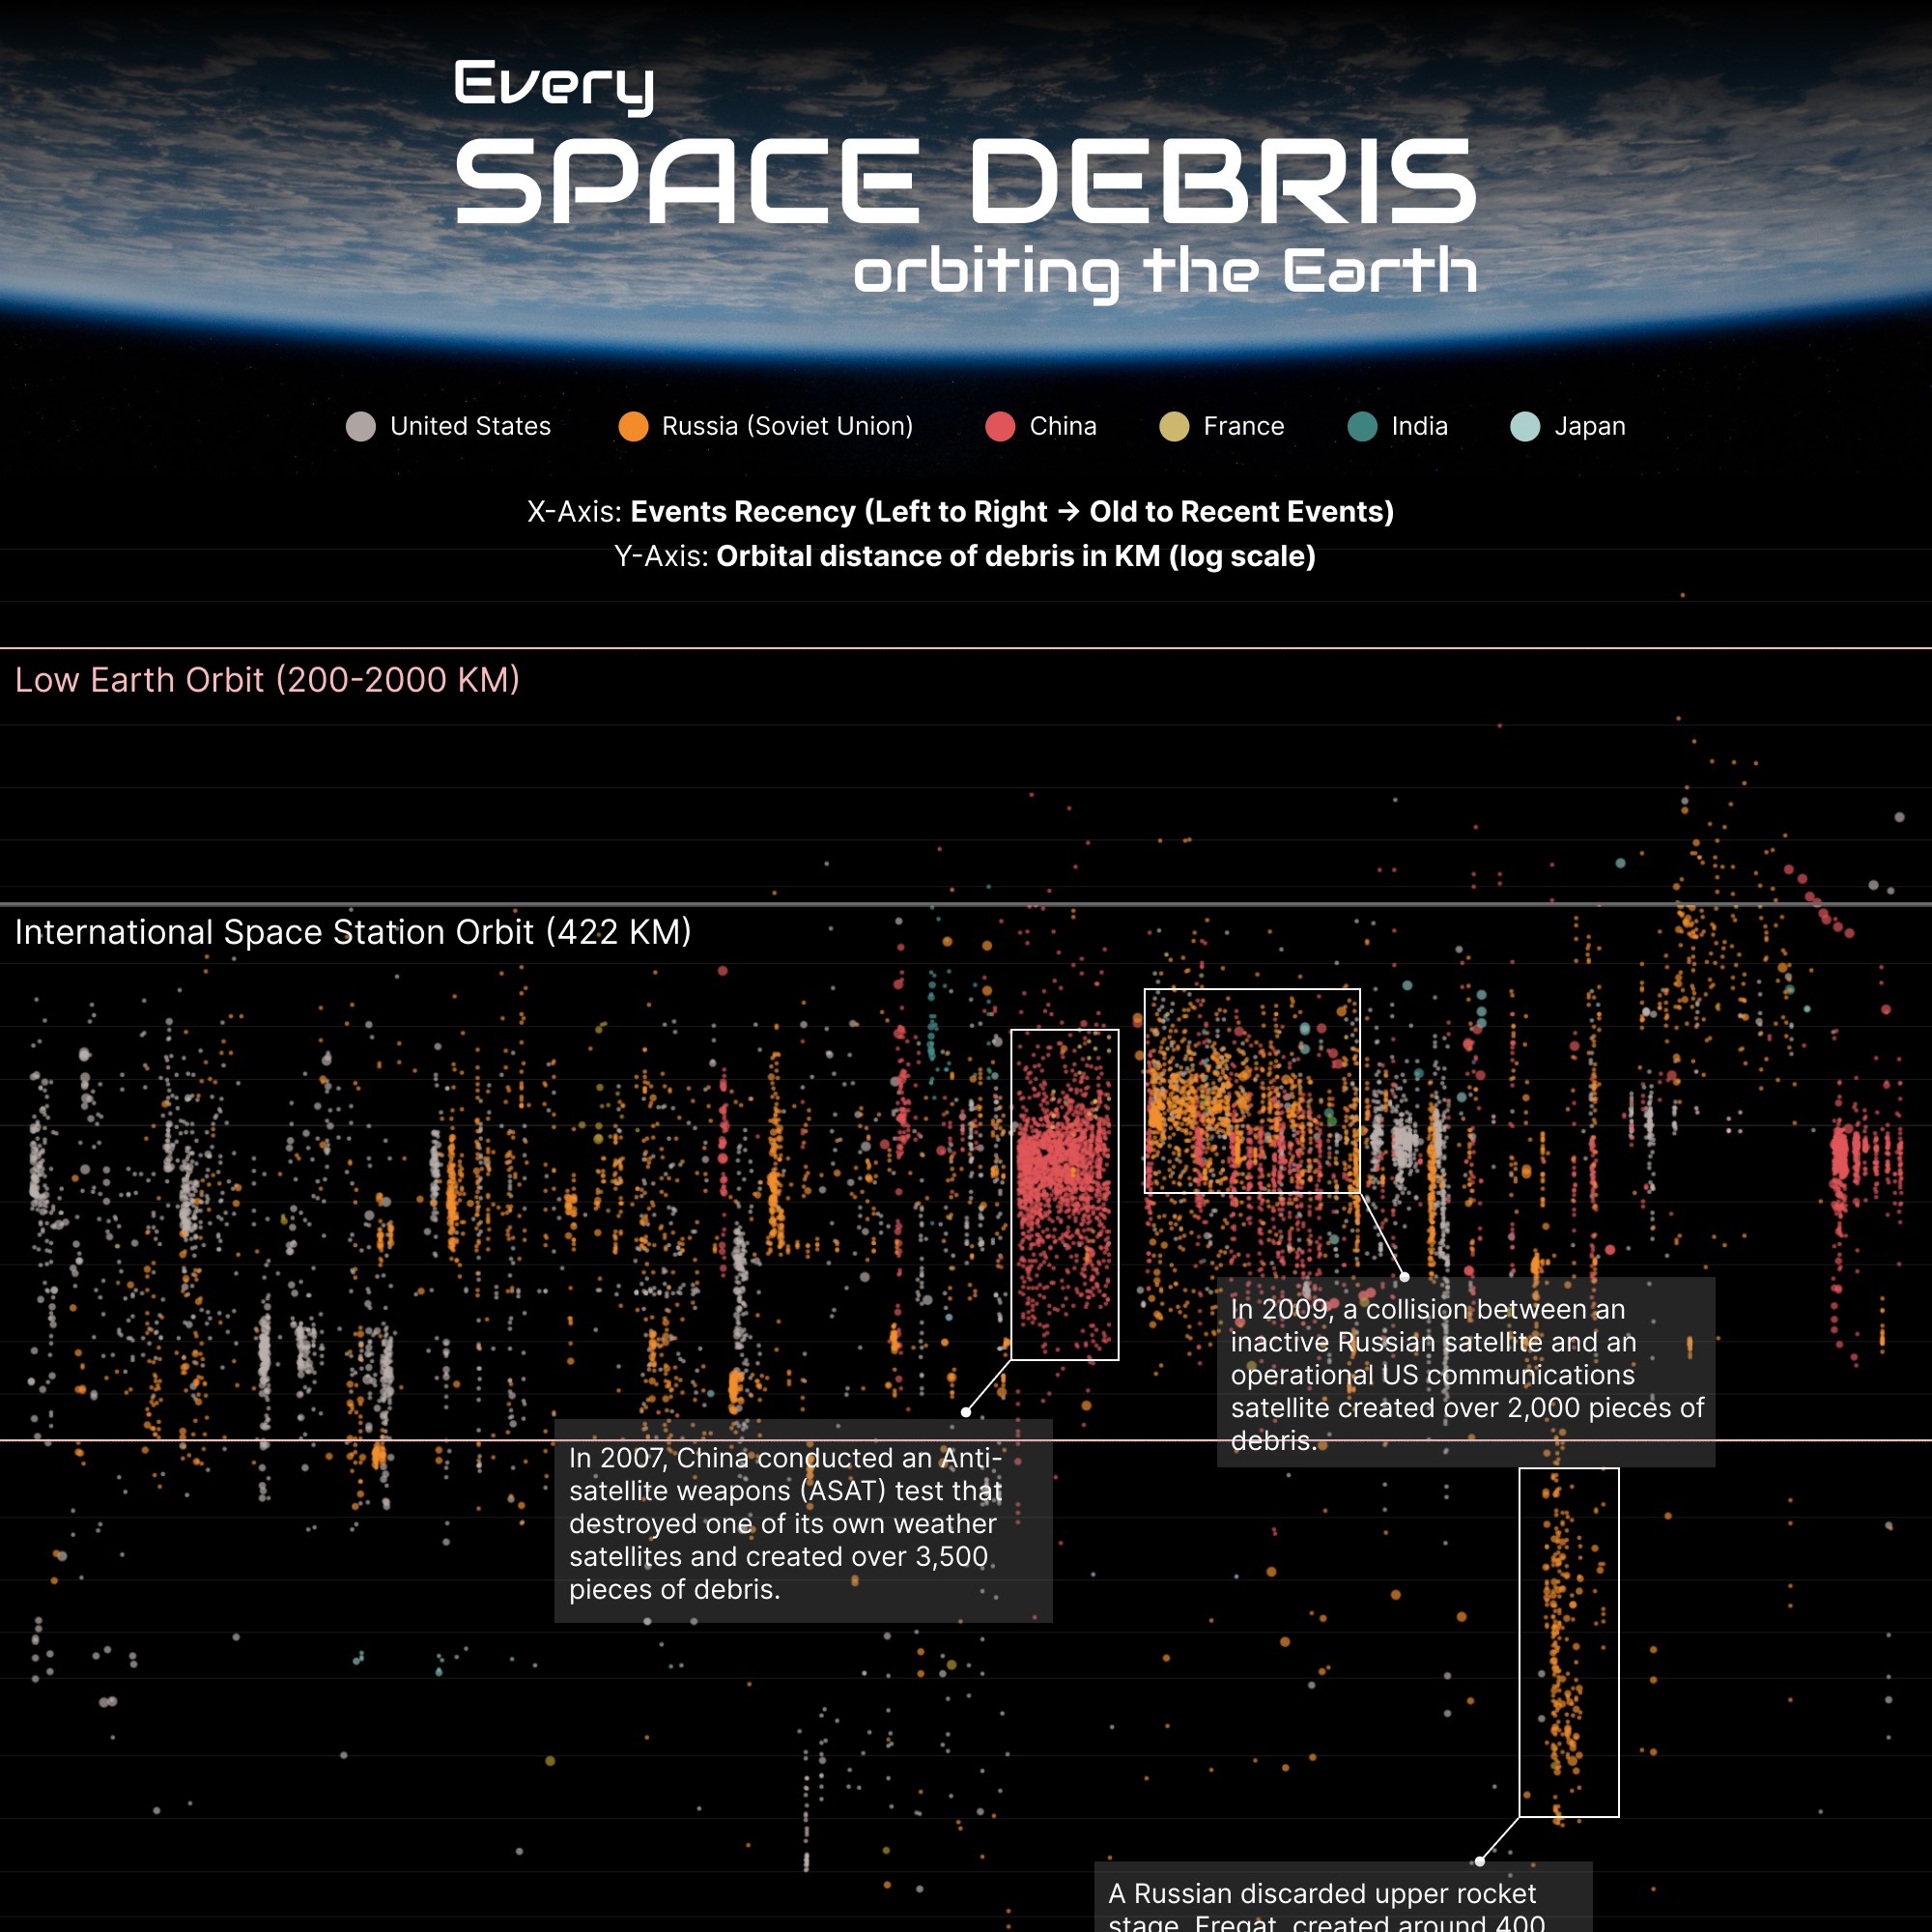 Every
SPACE DEBRIS
orbiting the Earth
United States
Russia (Soviet Union)
China
France
India
Japan
X-Axis: Events Recency (Left to Right → Old to Recent Events)
Y-Axis: Orbital distance of debris in KM (log scale)
Low Earth Orbit (200-2000 KM)
International Space Station Orbit (422 KM)
In 2009, a collision between an
inactive Russian satellite and an
operational US communications
satellite created over 2,000 pieces of
debris.
In 2007, China conducted an Anti-
satellite weapons (ASAT) test that
destroyed one of its own weather
satellites and created over 3,500
pieces of debris.
A Russian discarded upper rocket
stage, Fregat, created around 400